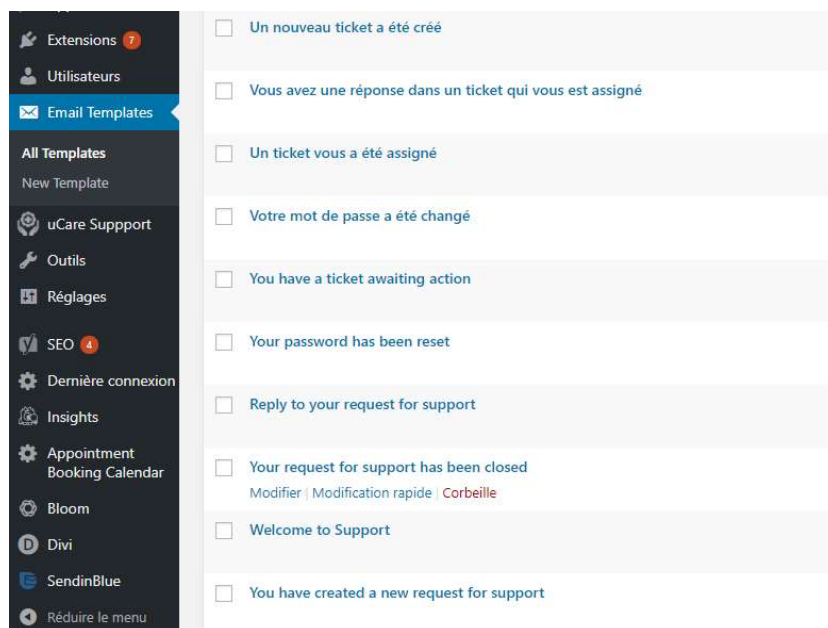 Extensions 7
Utilisateurs
Email Templates
All Templates
New Template
uCare Suppport
Outils
Réglages
SEO 4
Dernière connexion
Insights
Appointment
Booking Calendar
Bloom
Divi
SendinBlue
Réduire le menu
Un nouveau ticket a été créé
Vous avez une réponse dans un ticket qui vous est assigné
Un ticket vous a été assigné
Votre mot de passe a été changé
You have a ticket awaiting action
Your password has been reset
Reply to your request for support
Your request for support has been closed
Modifier | Modification rapide | Corbeille
Welcome to Support
You have created a new request for support